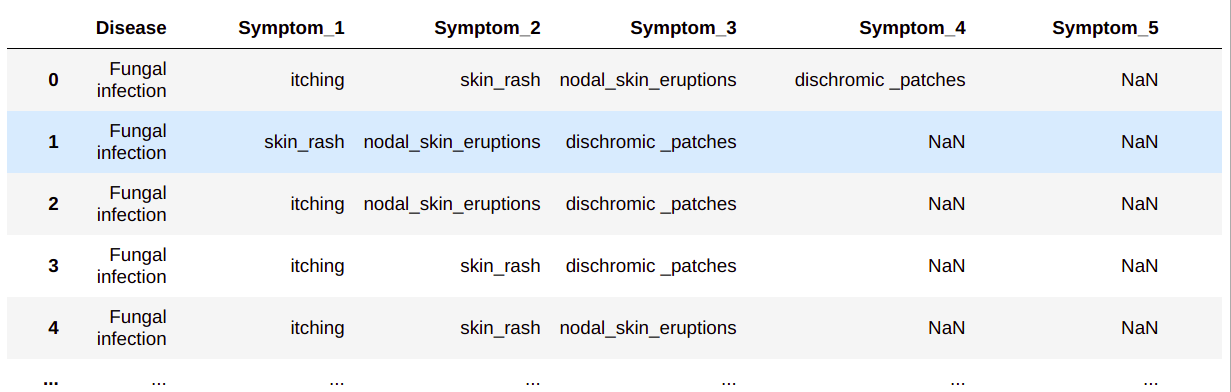 Disease Symptom_1 Symptom_2 Symptom_3 Symptom_4 Symptom_5
0 Fungal infection itching skin_rash nodal_skin_eruptions dischromic _patches NaN
1 Fungal infection skin_rash nodal_skin_eruptions dischromic _patches NaN NaN
2 Fungal infection itching nodal_skin_eruptions dischromic _patches NaN NaN
3 Fungal infection itching skin_rash dischromic _patches NaN NaN
4 Fungal infection itching skin_rash nodal_skin_eruptions NaN NaN
... ... ... ... ... ... ...